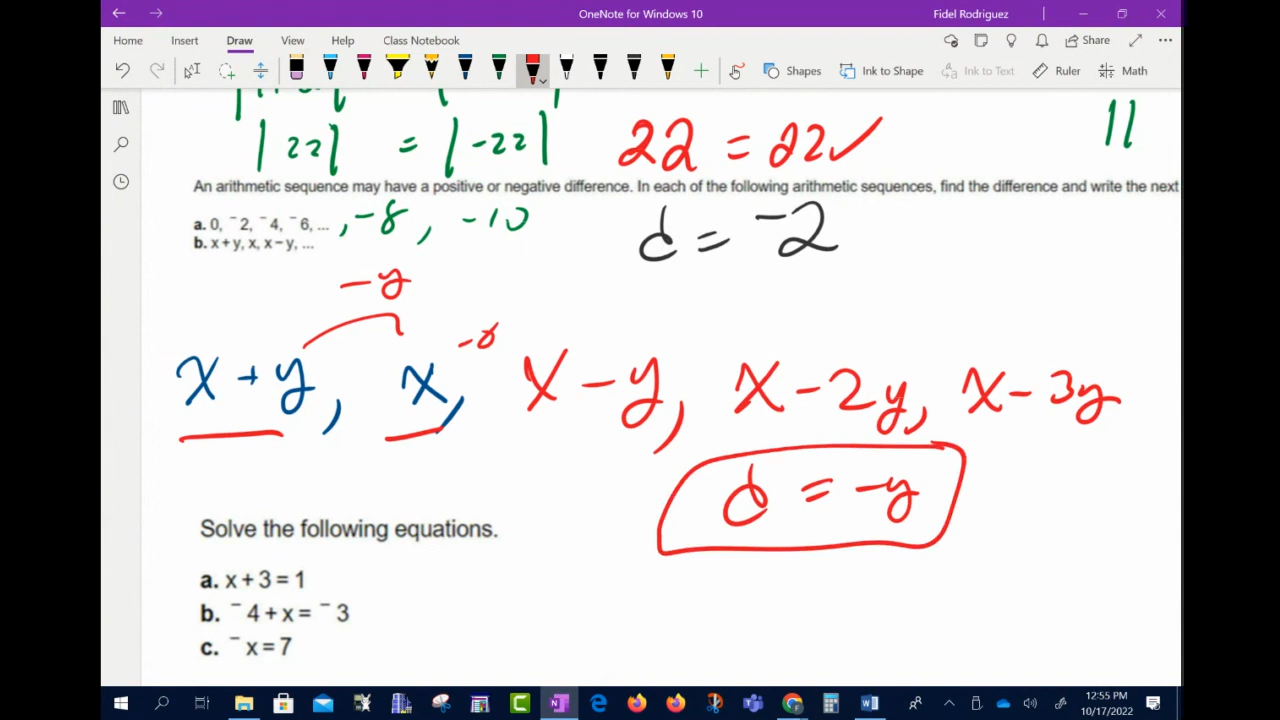 OneNote for Windows 10
Fidel Rodriguez
Home Insert Draw View Help Class Notebook
Share
Shapes Ink to Shape Ink to Text Ruler Math
|22| = |-22| 22 = 22✓ 11
An arithmetic sequence may have a positive or negative difference. In each of the following arithmetic sequences, find the difference and write the next
a. 0, ⁻2, ⁻4, ⁻6, ... , -8, -10 d = -2
b. x+y, x, x-y, ...
-y
x + y, x, x - y, x - 2y, x - 3y
d = -y
Solve the following equations.
a. x + 3 = 1
b. ⁻4 + x = ⁻3
c. ⁻x = 7
12:55 PM
10/17/2022